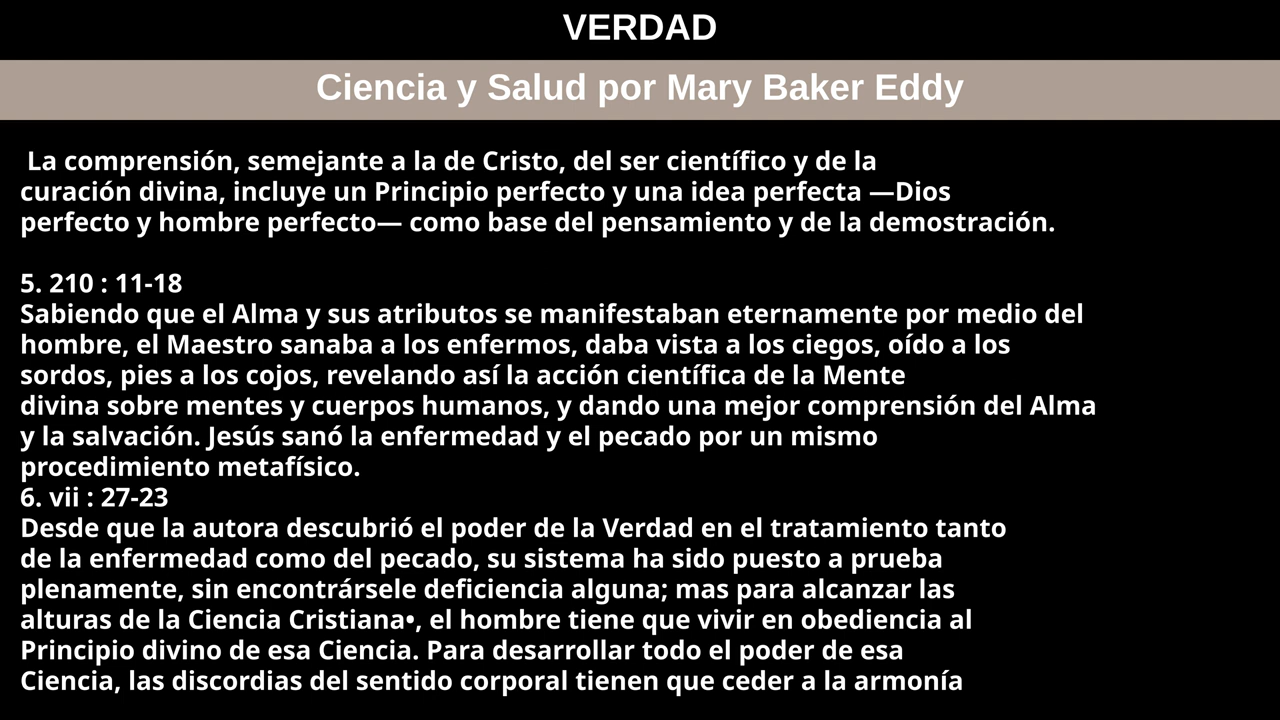 VERDAD
Ciencia y Salud por Mary Baker Eddy
La comprensión, semejante a la de Cristo, del ser científico y de la
curación divina, incluye un Principio perfecto y una idea perfecta —Dios
perfecto y hombre perfecto— como base del pensamiento y de la demostración.
5. 210 : 11-18
Sabiendo que el Alma y sus atributos se manifestaban eternamente por medio del
hombre, el Maestro sanaba a los enfermos, daba vista a los ciegos, oído a los
sordos, pies a los cojos, revelando así la acción científica de la Mente
divina sobre mentes y cuerpos humanos, y dando una mejor comprensión del Alma
y la salvación. Jesús sanó la enfermedad y el pecado por un mismo
procedimiento metafísico.
6. vii : 27-23
Desde que la autora descubrió el poder de la Verdad en el tratamiento tanto
de la enfermedad como del pecado, su sistema ha sido puesto a prueba
plenamente, sin encontrársele deficiencia alguna; mas para alcanzar las
alturas de la Ciencia Cristiana•, el hombre tiene que vivir en obediencia al
Principio divino de esa Ciencia. Para desarrollar todo el poder de esa
Ciencia, las discordias del sentido corporal tienen que ceder a la armonía